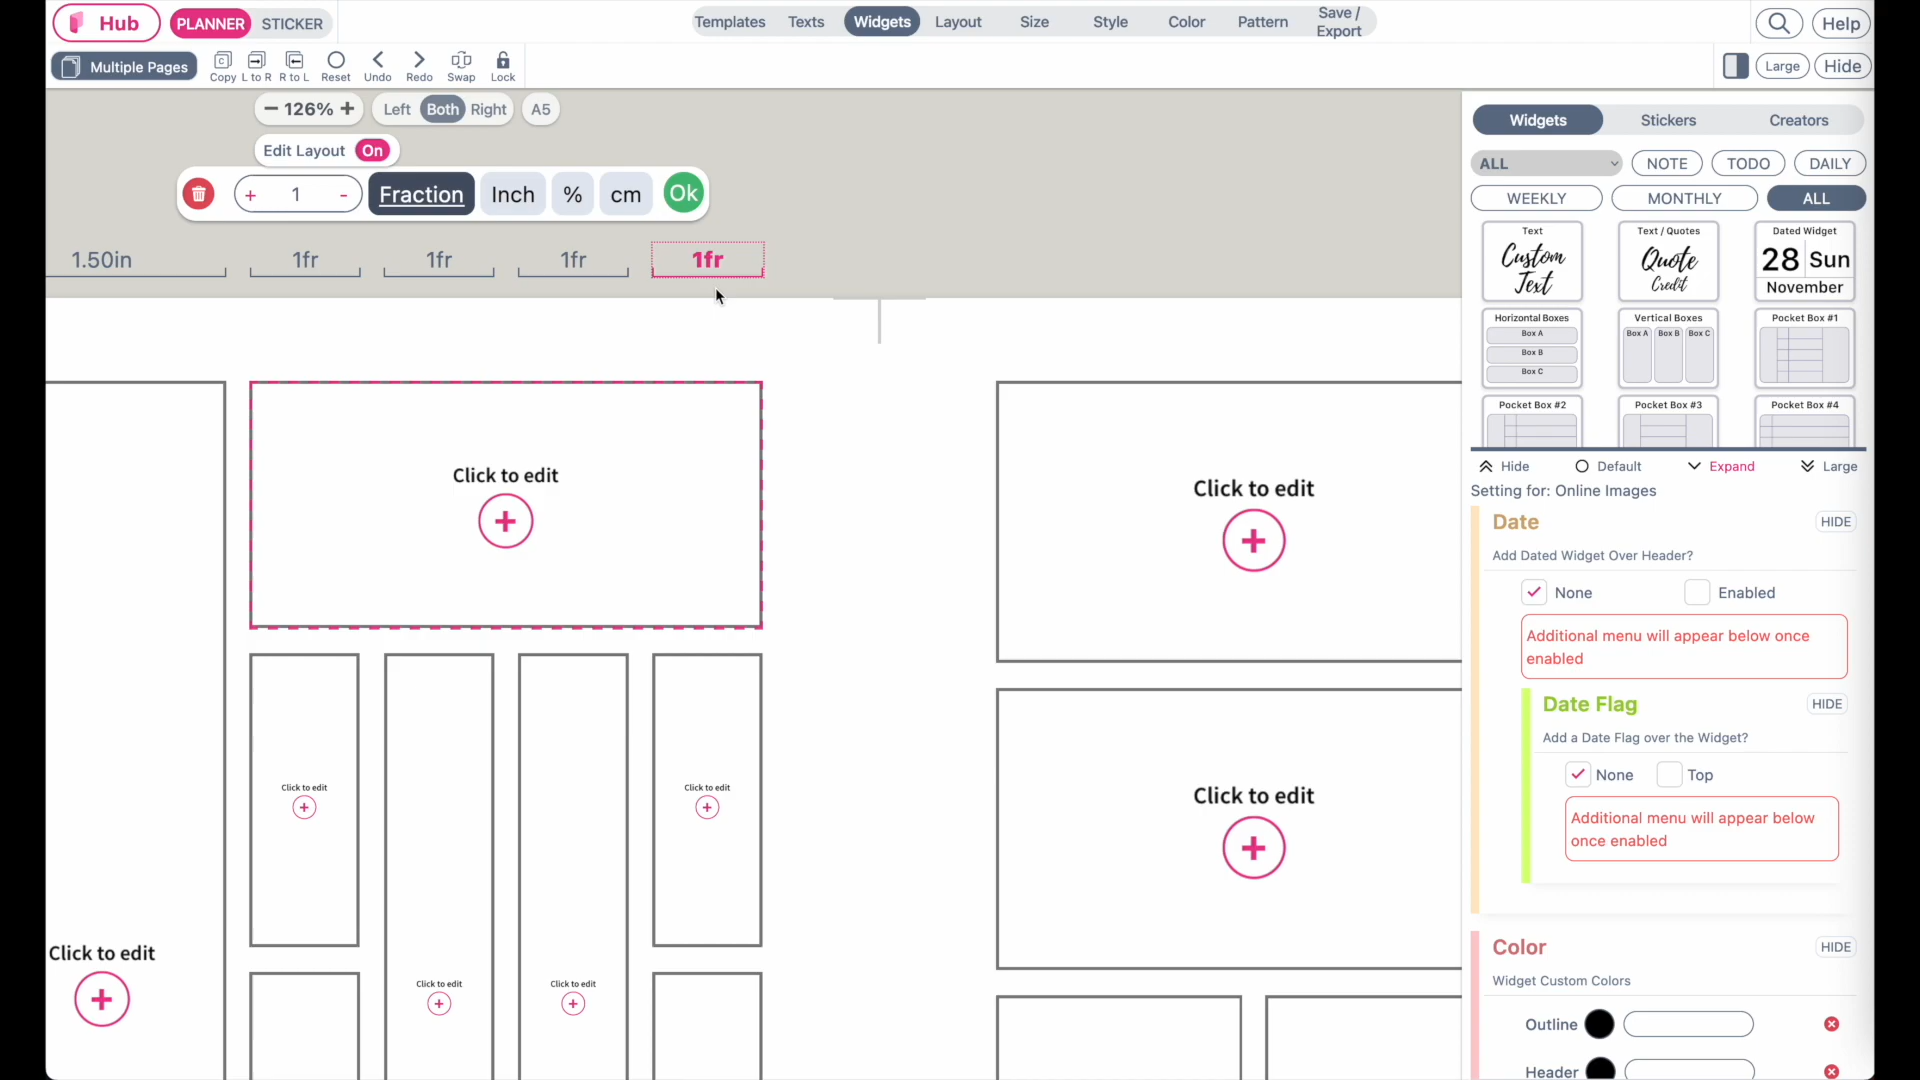 Hub
PLANNER
STICKER
Templates
Texts
Widgets
Layout
Size
Style
Color
Pattern
Save /
Export
Help
Multiple Pages
C
Copy
L to R
R to L
Reset
Undo
Redo
Swap
Lock
Large
Hide
− 126% +
Left
Both
Right
A5
Edit Layout
On
+ 1 -
Fraction
Inch
%
cm
Ok
1.50in
1fr
1fr
1fr
1fr
Click to edit
+
Click to edit
+
Click to edit
+
Click to edit
+
Click to edit
+
Click to edit
+
Click to edit
+
Click to edit
+
Widgets
Stickers
Creators
ALL
NOTE
TODO
DAILY
WEEKLY
MONTHLY
ALL
Text
Custom
Text
Text / Quotes
Quote
Credit
Dated Widget
28 Sun
November
Horizontal Boxes
Box A
Box B
Box C
Vertical Boxes
Box A Box B Box C
Pocket Box #1
Pocket Box #2
Pocket Box #3
Pocket Box #4
Hide
Default
Expand
Large
Setting for: Online Images
Date
HIDE
Add Dated Widget Over Header?
None
Enabled
Additional menu will appear below once
enabled
Date Flag
HIDE
Add a Date Flag over the Widget?
None
Top
Additional menu will appear below
once enabled
Color
HIDE
Widget Custom Colors
Outline
Header